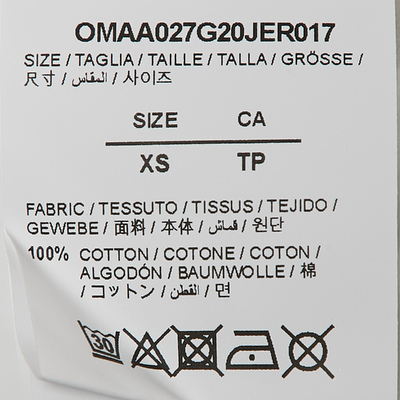 OMAA027G20JER017
SIZE / TAGLIA / TAILLE / TALLA / GRÖSSE /
尺寸 / المقاس / 사이즈
SIZE CA
XS TP
FABRIC / TESSUTO / TISSUS / TEJIDO /
GEWEBE / 面料 / 本体 / قماش / 원단
100% COTTON / COTONE / COTON /
ALGODÓN / BAUMWOLLE / 棉
/ コットン / القطن / 면
30